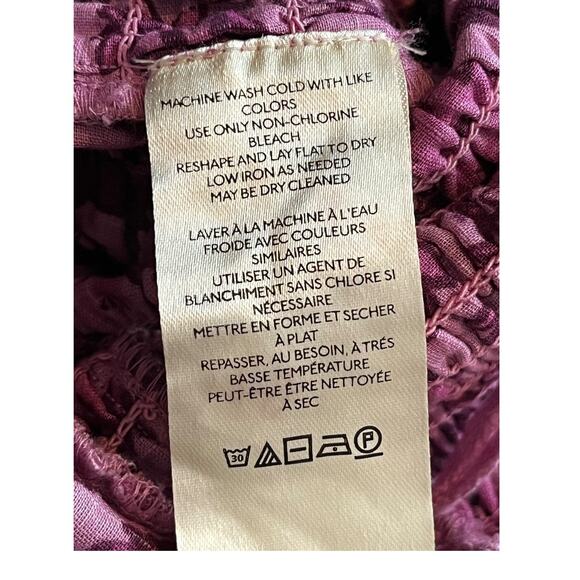 MACHINE WASH COLD WITH LIKE
COLORS
USE ONLY NON-CHLORINE
BLEACH
RESHAPE AND LAY FLAT TO DRY
LOW IRON AS NEEDED
MAY BE DRY CLEANED
LAVER À LA MACHINE À L'EAU
FROIDE AVEC COULEURS
SIMILAIRES
UTILISER UN AGENT DE
BLANCHIMENT SANS CHLORE SI
NÉCESSAIRE
METTRE EN FORME ET SECHER
À PLAT
REPASSER, AU BESOIN, À TRÉS
BASSE TEMPÉRATURE
PEUT-ÊTRE ÊTRE NETTOYÉE
À SEC
30 P